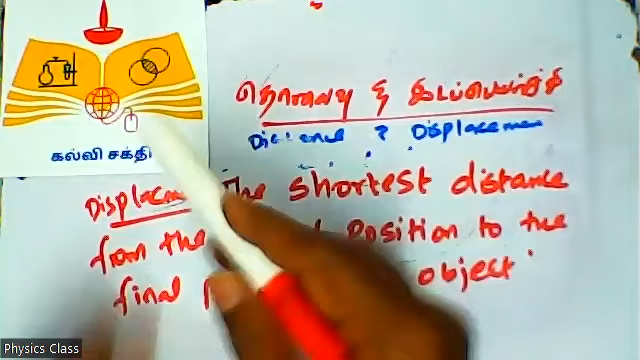 தொலைவு & இடப்பெயர்ச்சி
Distance & Displacement
கல்வி சக்தி
Displacement The shortest distance
from the Position to the
final object
Physics Class